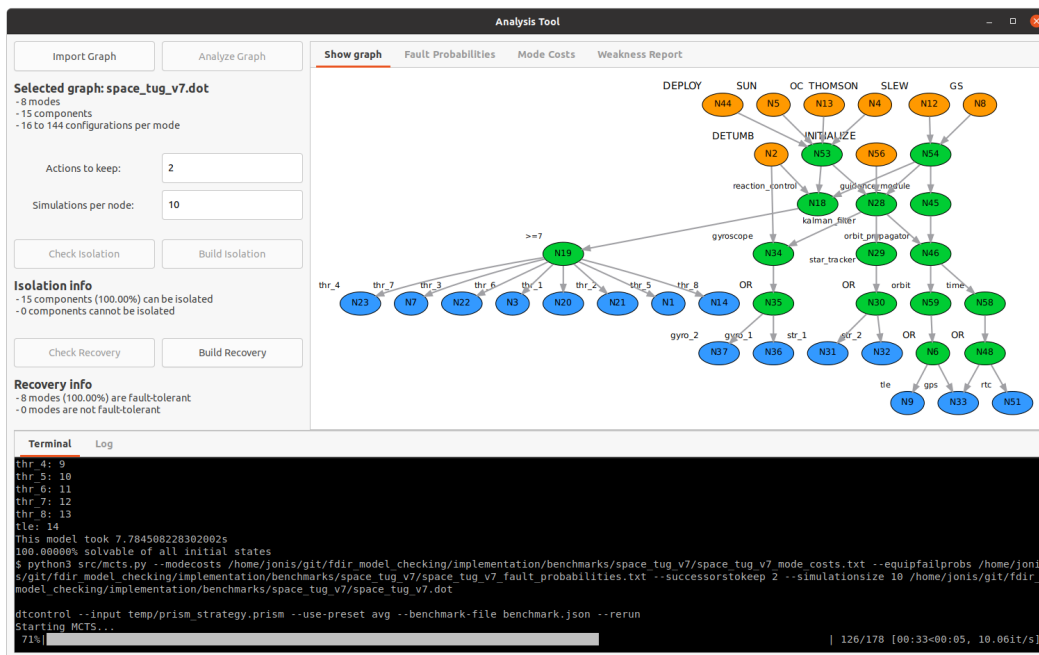 Analysis Tool
Import Graph
Analyze Graph
Selected graph: space_tug_v7.dot
- 8 modes
- 15 components
- 16 to 144 configurations per mode
Actions to keep:
2
Simulations per node:
10
Check Isolation
Build Isolation
Isolation info
- 15 components (100.00%) can be isolated
- 0 components cannot be isolated
Check Recovery
Build Recovery
Recovery info
- 8 modes (100.00%) are fault-tolerant
- 0 modes are not fault-tolerant
Show graph
Fault Probabilities
Mode Costs
Weakness Report
DEPLOY SUN OC THOMSON SLEW GS
N44 N5 N13 N4 N12 N8
DETUMB INITIALIZE
N2 N53 N56 N54
reaction_control guidance_module
N18 N28 N45
kalman_filter
>=7 gyroscope orbit_propagator
N19 N34 N29 N46
star_tracker
thr_4 thr_7 thr_3 thr_6 thr_1 thr_2 thr_5 thr_8 OR OR orbit time
N23 N7 N22 N3 N20 N21 N1 N14 N35 N30 N59 N58
gyro_2 gyro_1 str_1 str_2 OR OR
N37 N36 N31 N32 N6 N48
tle gps rtc
N9 N33 N51
Terminal
Log
thr_4: 9
thr_5: 10
thr_6: 11
thr_7: 12
thr_8: 13
tle: 14
This model took 7.784508228302002s
100.00000% solvable of all initial states
$ python3 src/mcts.py --modecosts /home/jonis/git/fdir_model_checking/implementation/benchmarks/space_tug_v7/space_tug_v7_mode_costs.txt --equipfailprobs /home/joni
s/git/fdir_model_checking/implementation/benchmarks/space_tug_v7/space_tug_v7_fault_probabilities.txt --successorstokeep 2 --simulationsize 10 /home/jonis/git/fdir_
model_checking/implementation/benchmarks/space_tug_v7/space_tug_v7.dot
dtcontrol --input temp/prism_strategy.prism --use-preset avg --benchmark-file benchmark.json --rerun
Starting MCTS...
71%| | 126/178 [00:33<00:05, 10.06it/s]